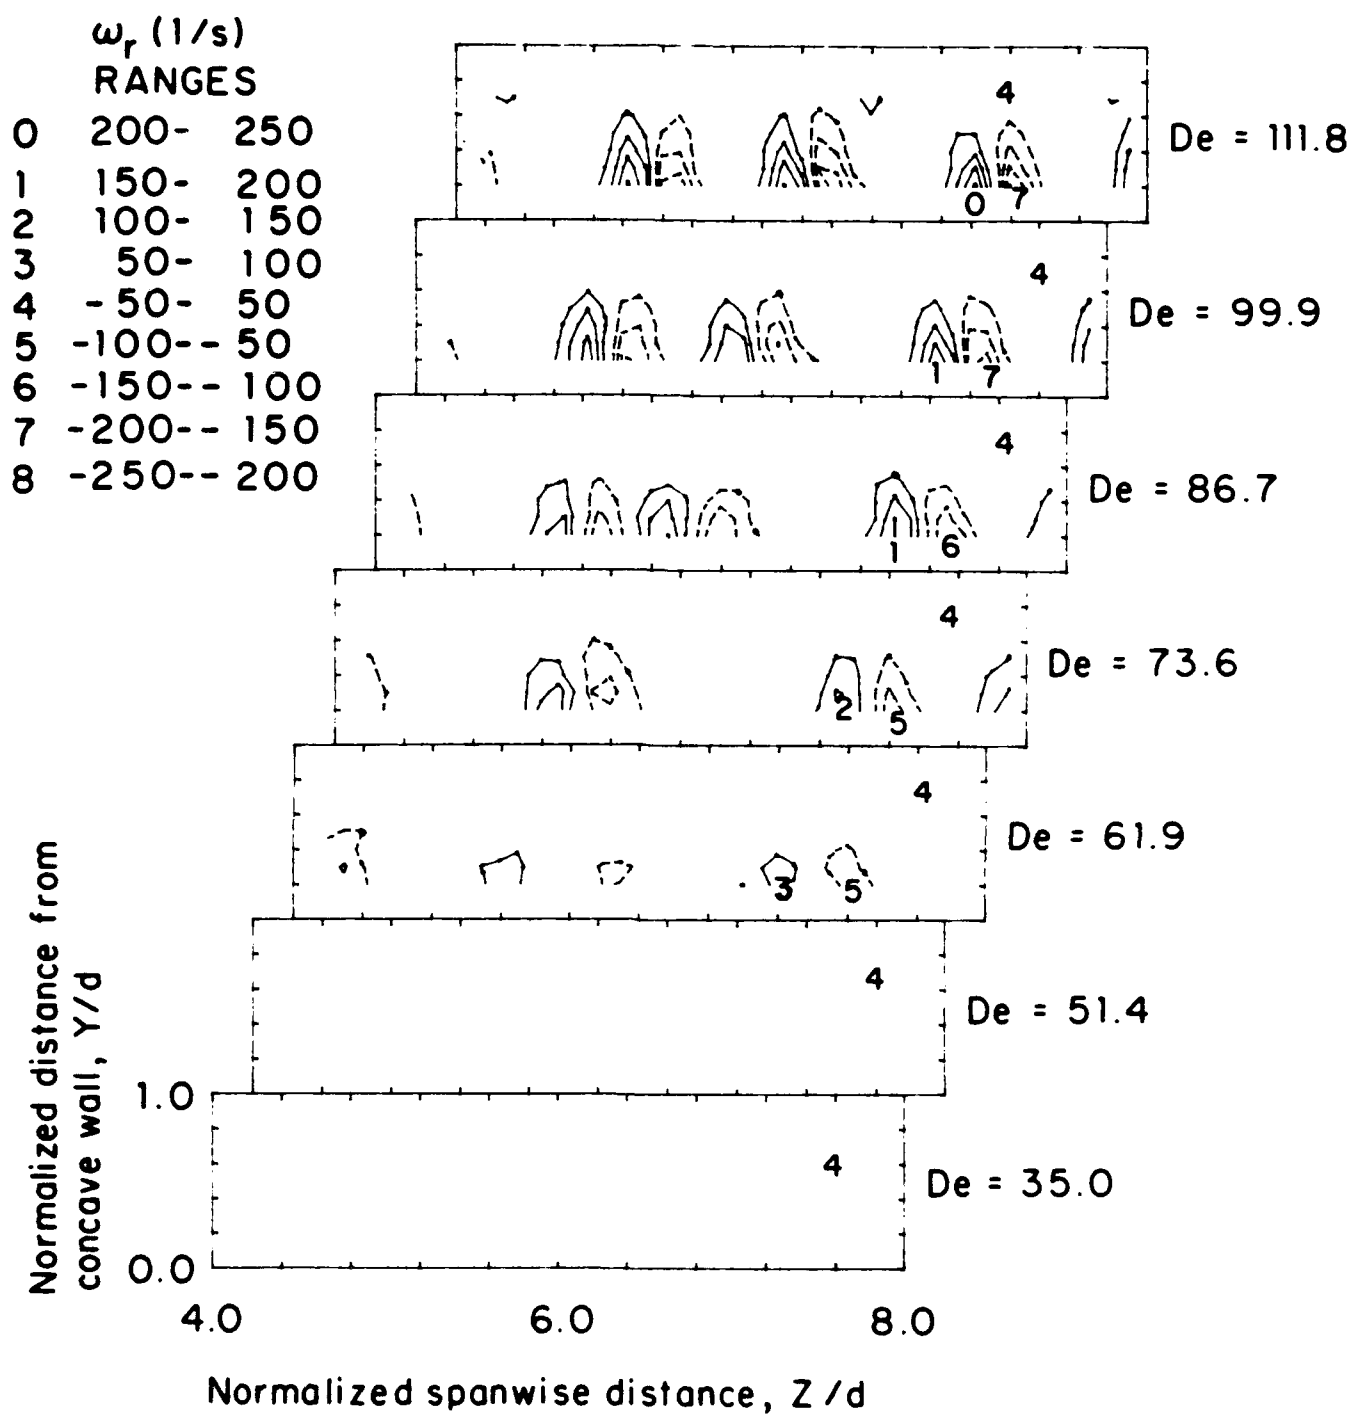 ωr (1/s)
RANGES
0 200- 250
1 150- 200
2 100- 150
3 50- 100
4 -50- 50
5 -100-- 50
6 -150-- 100
7 -200-- 150
8 -250-- 200
4
0 7
De = 111.8
4
1 7
De = 99.9
4
1 6
De = 86.7
4
2 5
De = 73.6
4
3 5
De = 61.9
4
De = 51.4
4
De = 35.0
Normalized distance from
concave wall, Y/d
1.0
0.0
4.0 6.0 8.0
Normalized spanwise distance, Z/d